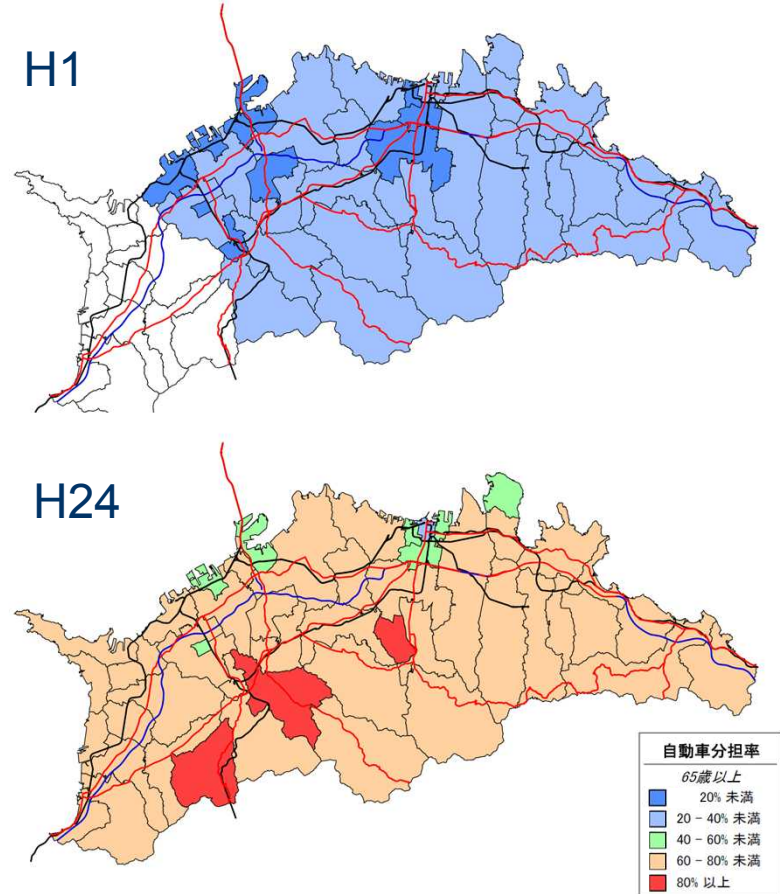 H1
H24
自動車分担率
65歳以上
20% 未満
20 - 40% 未満
40 - 60% 未満
60 - 80% 未満
80% 以上